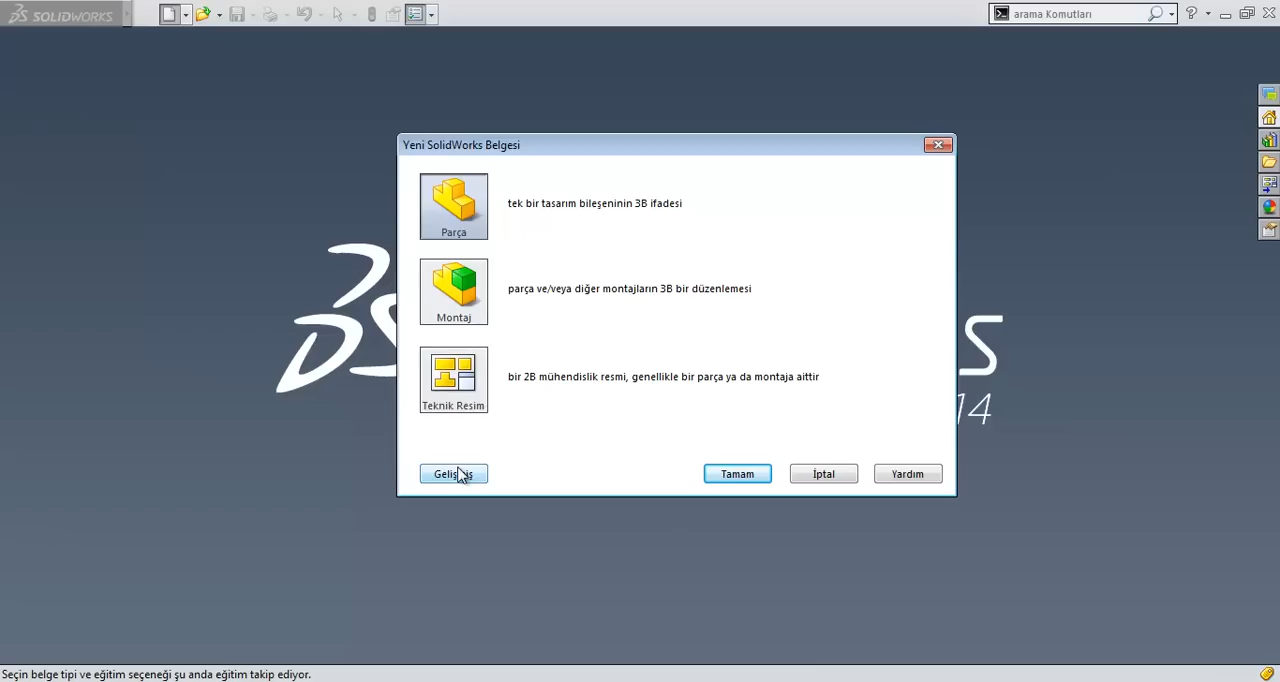 SOLIDWORKS
arama Komutları
Yeni SolidWorks Belgesi
tek bir tasarım bileşeninin 3B ifadesi
Parça
parça ve/veya diğer montajların 3B bir düzenlemesi
Montaj
bir 2B mühendislik resmi, genellikle bir parça ya da montaja aittir
Teknik Resim
Tamam
İptal
Yardım
S
14
Seçin belge tipi ve eğitim seçeneği şu anda eğitim takip ediyor.